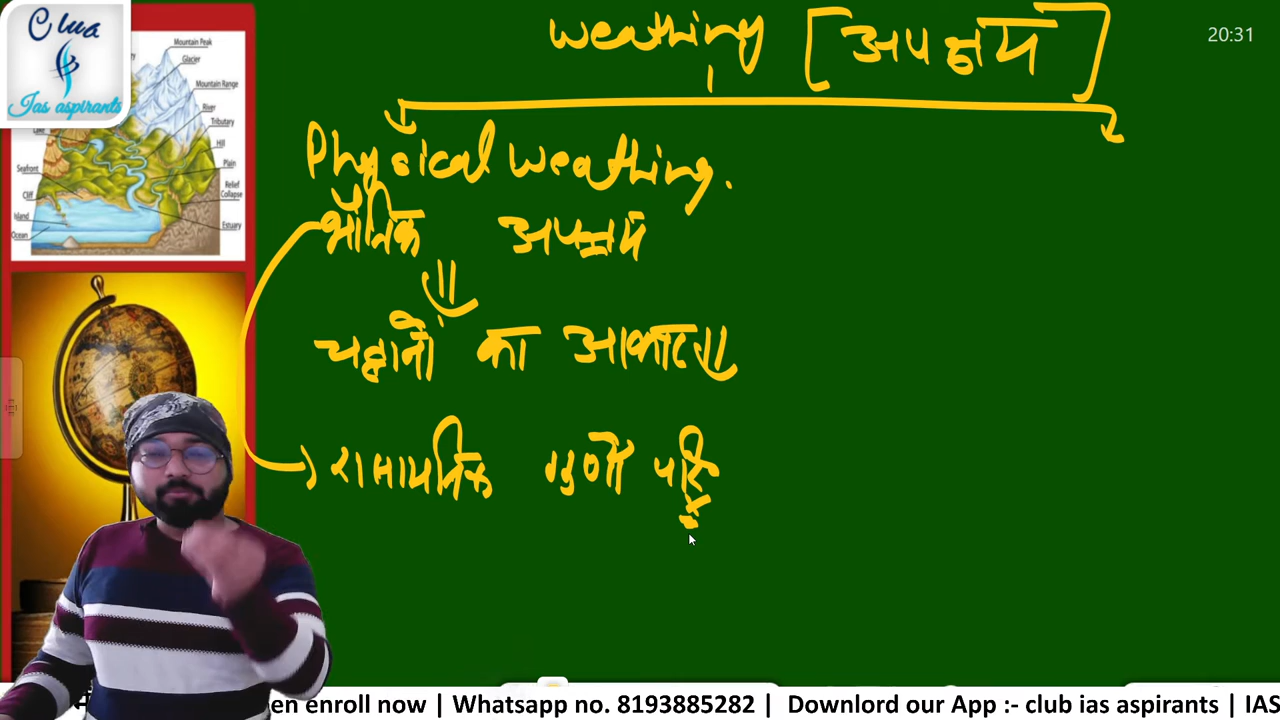 Clua
Ias aspirants
Mountain Peak
Glacier
Mountain Range
River
Tributary
Hill
Lake
Plain
Seafront
Relief
Collapse
Cliff
Island
Estuary
Ocean
20:31
weathing [अपक्षय]
Physical weathing.
भौतिक अपक्षय
चट्टानों का आकार
रासायनिक गुणों परि
en enroll now | Whatsapp no. 8193885282 | Downlord our App :- club ias aspirants | IAS